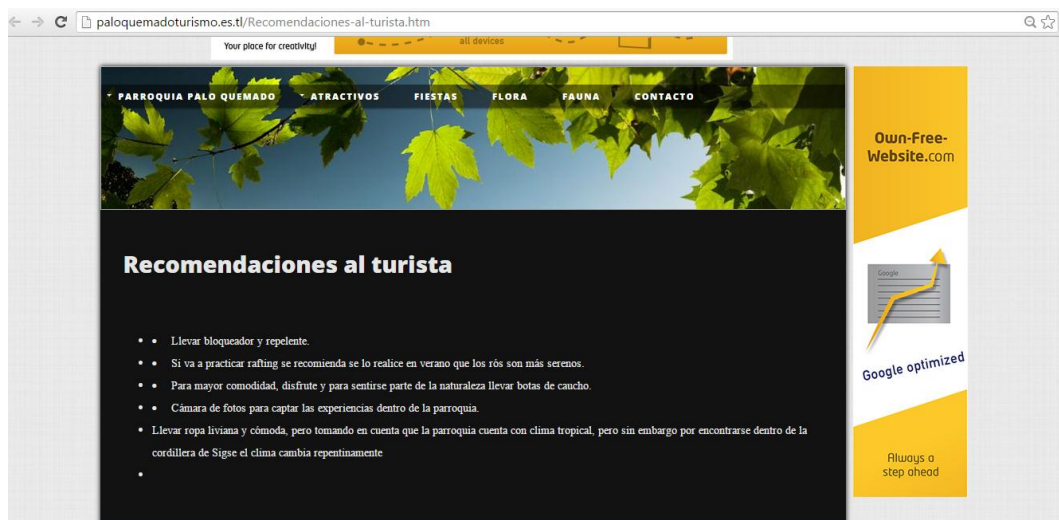 paloquemadoturismo.es.tl/Recomendaciones-al-turista.htm
Your place for creativity!
all devices
PARROQUIA PALO QUEMADO ATRACTIVOS FIESTAS FLORA FAUNA CONTACTO
Own-Free-
Website.com
Recomendaciones al turista
Google
• • Llevar bloqueador y repelente.
• • Si va a practicar rafting se recomienda se lo realice en verano que los rós son más serenos.
• • Para mayor comodidad, disfrute y para sentirse parte de la naturaleza llevar botas de caucho.
• • Cámara de fotos para captar las experiencias dentro de la parroquia.
• Llevar ropa liviana y cómoda, pero tomando en cuenta que la parroquia cuenta con clima tropical, pero sin embargo por encontrarse dentro de la
cordillera de Sigse el clima cambia repentinamente
•
Google optimized
Always a
step ahead